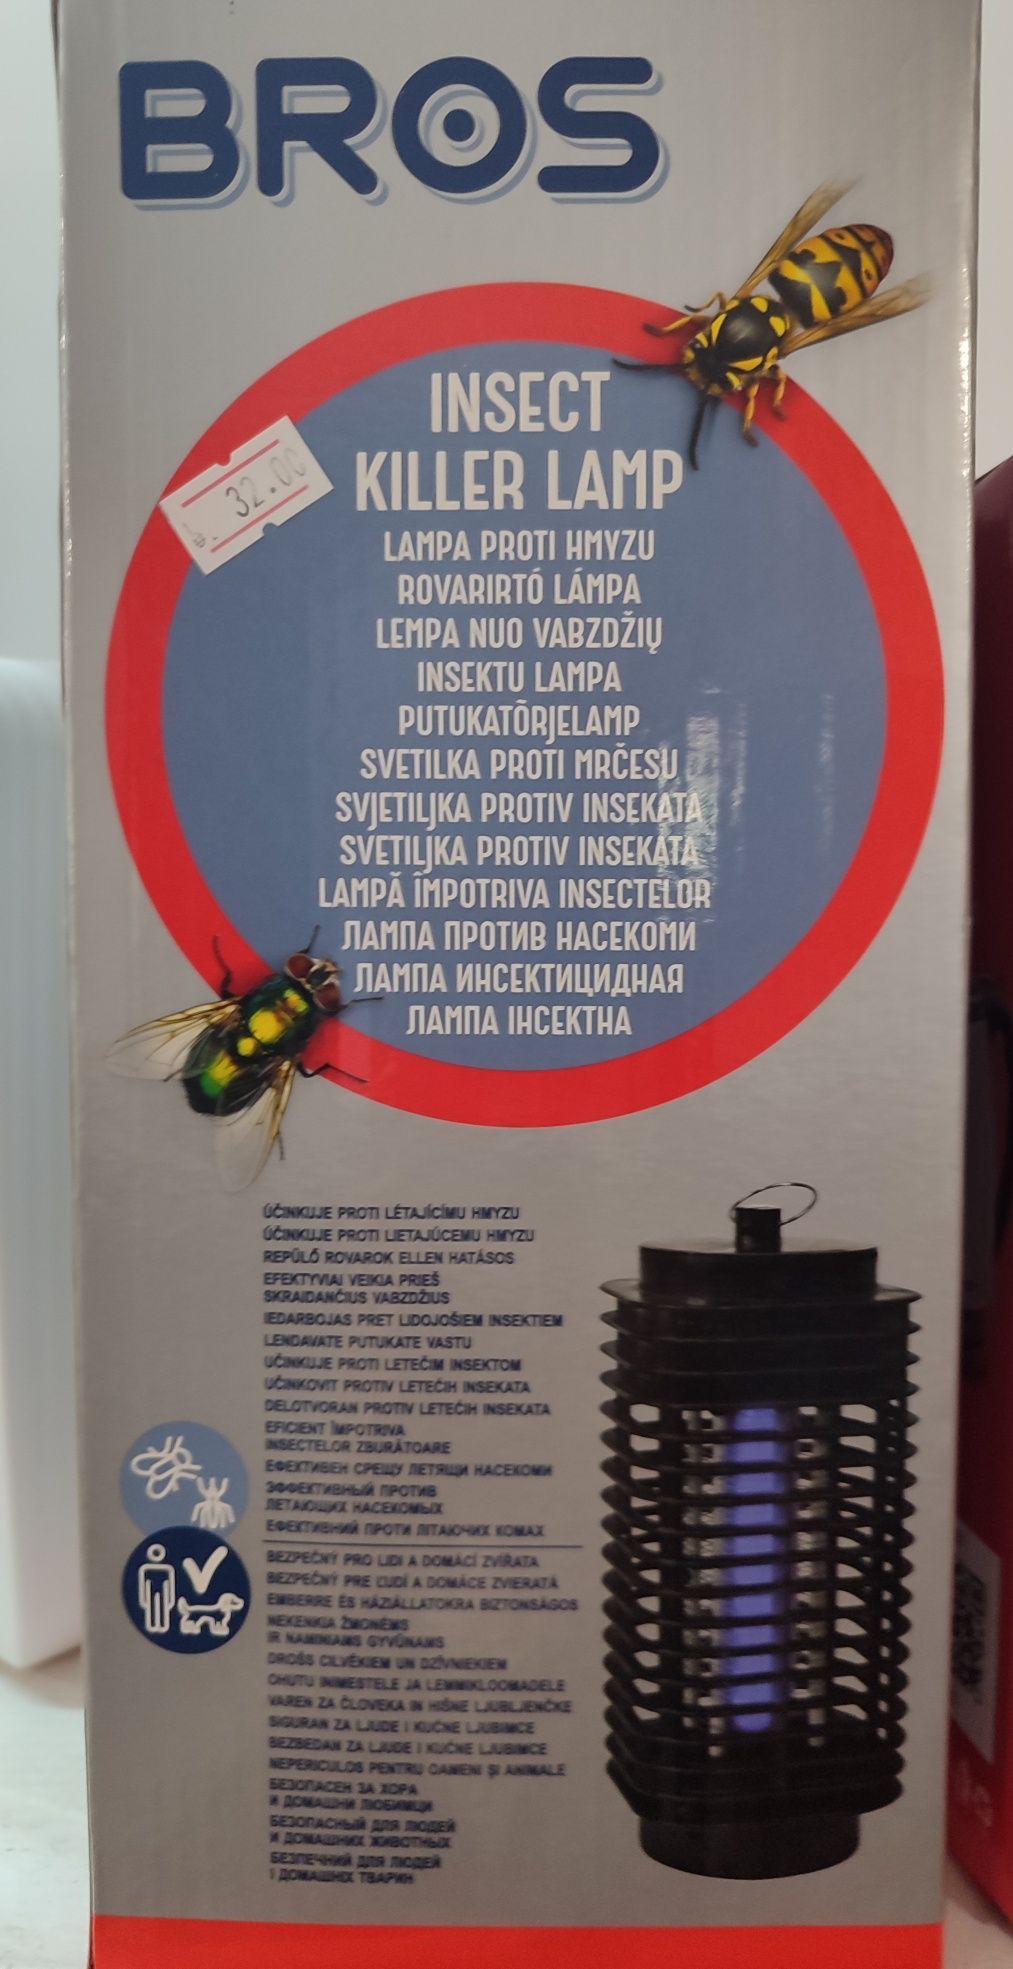 BROS
INSECT
KILLER LAMP
32.00
LAMPA PROTI HMYZU
ROVARIRTÓ LÁMPA
LEMPA NUO VABZDŽIŲ
INSEKTU LAMPA
PUTUKATÕRJELAMP
SVETILKA PROTI MRČESU
SVJETILJKA PROTIV INSEKATA
SVETILJKA PROTIV INSEKATA
LAMPĂ ÎMPOTRIVA INSECTELOR
ЛАМПА ПРОТИВ НАСЕКОМИ
ЛАМПА ИНСЕКТИЦИДНАЯ
ЛАМПА ІНСЕКТНА
ÚČINKUJE PROTI LÉTAJÍCÍMU HMYZU
ÚČINKUJE PROTI LIETAJÚCEMU HMYZU
REPÜLŐ ROVAROK ELLEN HATÁSOS
EFEKTYVIAI VEIKIA PRIEŠ
SKRAIDANČIUS VABZDŽIUS
IEDARBOJAS PRET LIDOJOŠIEM INSEKTIEM
LENDAVATE PUTUKATE VASTU
UČINKUJE PROTI LETEČIM INSEKTOM
UČINKOVIT PROTIV LETEĆIH INSEKATA
DELOTVORAN PROTIV LETEĆIH INSEKATA
EFICIENT ÎMPOTRIVA
INSECTELOR ZBURĂTOARE
ЕФЕКТИВЕН СРЕЩУ ЛЕТЯЩИ НАСЕКОМИ
ЭФФЕКТИВНЫЙ ПРОТИВ
ЛЕТАЮЩИХ НАСЕКОМЫХ
ЕФЕКТИВНИЙ ПРОТИ ЛІТАЮЧИХ КОМАХ
BEZPEČNÝ PRO LIDI A DOMÁCÍ ZVÍŘATA
BEZPEČNÝ PRE ĽUDÍ A DOMÁCE ZVIERATÁ
EMBERRE ÉS HÁZIÁLLATOKRA BIZTONSÁGOS
NEKENKIA ŽMONĖMS
IR NAMINIAMS GYVŪNAMS
DROŠS CILVĒKIEM UN DZĪVNIEKIEM
OHUTU INIMESTELE JA LEMMIKLOOMADELE
VAREN ZA ČLOVEKA IN HIŠNE LJUBLJENČKE
SIGURAN ZA LJUDE I KUĆNE LJUBIMCE
BEZBEDAN ZA LJUDE I KUĆNE LJUBIMCE
NEPERICULOS PENTRU OAMENI ȘI ANIMALE
БЕЗОПАСЕН ЗА ХОРА
И ДОМАШНИ ЛЮБИМЦИ
БЕЗОПАСНЫЙ ДЛЯ ЛЮДЕЙ
И ДОМАШНИХ ЖИВОТНЫХ
БЕЗПЕЧНИЙ ДЛЯ ЛЮДЕЙ
І ДОМАШНІХ ТВАРИН